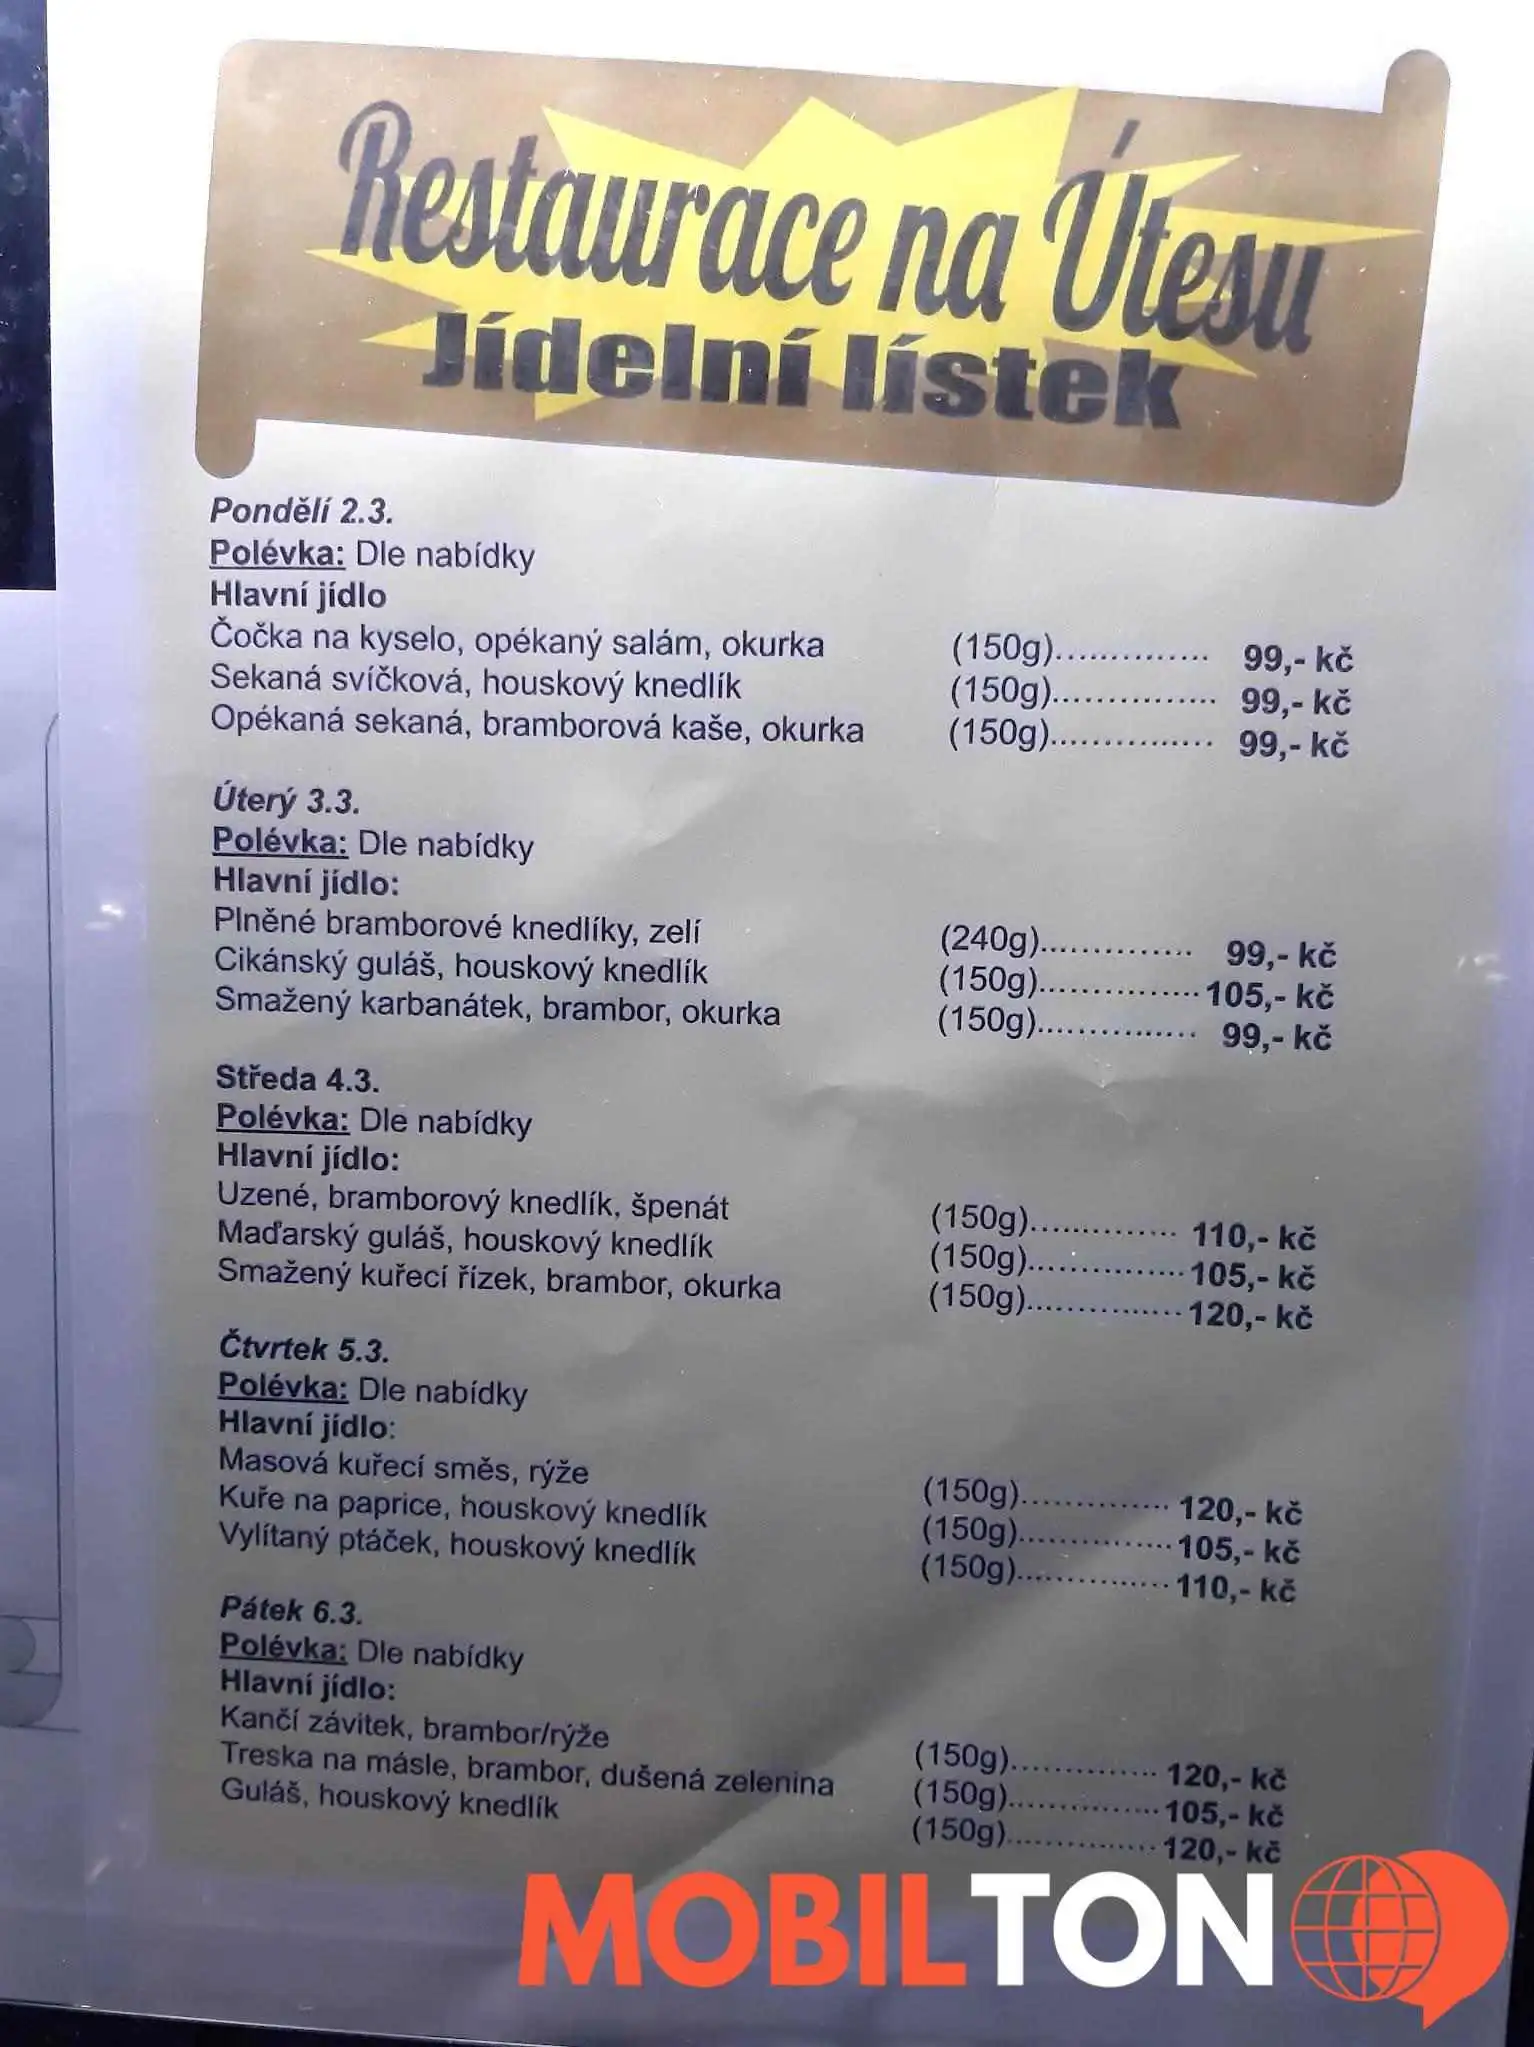 Restaurace na Útesu
Jídelní lístek
Pondělí 2.3.
Polévka: Dle nabídky
Hlavní jídlo
Čočka na kyselo, opékaný salám, okurka (150g).............. 99,- kč
Sekaná svíčková, houskový knedlík (150g)............... 99,- kč
Opékaná sekaná, bramborová kaše, okurka (150g)............... 99,- kč
Úterý 3.3.
Polévka: Dle nabídky
Hlavní jídlo:
Plněné bramborové knedlíky, zelí (240g).............. 99,- kč
Cikánský guláš, houskový knedlík (150g)............... 105,- kč
Smažený karbanátek, brambor, okurka (150g)............... 99,- kč
Středa 4.3.
Polévka: Dle nabídky
Hlavní jídlo:
Uzené, bramborový knedlík, špenát (150g).............. 110,- kč
Maďarský guláš, houskový knedlík (150g)............... 105,- kč
Smažený kuřecí řízek, brambor, okurka (150g)............... 120,- kč
Čtvrtek 5.3.
Polévka: Dle nabídky
Hlavní jídlo:
Masová kuřecí směs, rýže (150g).............. 120,- kč
Kuře na paprice, houskový knedlík (150g)............... 105,- kč
Vylítaný ptáček, houskový knedlík (150g)............... 110,- kč
Pátek 6.3.
Polévka: Dle nabídky
Hlavní jídlo:
Kančí závitek, brambor/rýže (150g).............. 120,- kč
Treska na másle, brambor, dušená zelenina (150g)............... 105,- kč
Guláš, houskový knedlík (150g)............... 120,- kč
MOBILTON